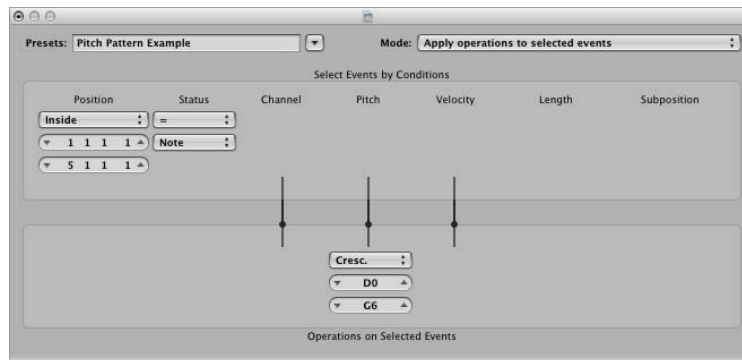 Presets: Pitch Pattern Example Mode: Apply operations to selected events
Select Events by Conditions
Position Status Channel Pitch Velocity Length Subposition
Inside =
1 1 1 1 Note
5 1 1 1
Cresc.
D0
G6
Operations on Selected Events